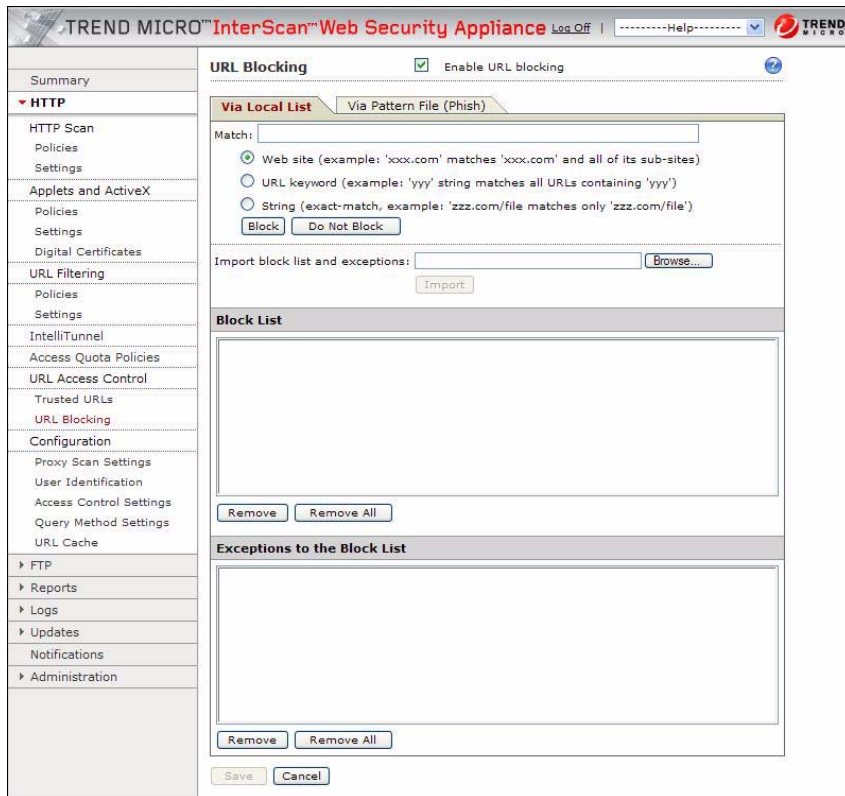 TREND MICRO™ InterScan™ Web Security Appliance Log Off | ---------Help--------- TREND MICRO
URL Blocking Enable URL blocking ?
Summary
HTTP
HTTP Scan
Policies
Settings
Applets and ActiveX
Policies
Settings
Digital Certificates
URL Filtering
Policies
Settings
IntelliTunnel
Access Quota Policies
URL Access Control
Trusted URLs
URL Blocking
Configuration
Proxy Scan Settings
User Identification
Access Control Settings
Query Method Settings
URL Cache
FTP
Reports
Logs
Updates
Notifications
Administration
Via Local List Via Pattern File (Phish)
Match:
Web site (example: 'xxx.com' matches 'xxx.com' and all of its sub-sites)
URL keyword (example: 'yyy' string matches all URLs containing 'yyy')
String (exact-match, example: 'zzz.com/file matches only 'zzz.com/file')
Block Do Not Block
Import block list and exceptions: Browse...
Import
Block List
Remove Remove All
Exceptions to the Block List
Remove Remove All
Save Cancel